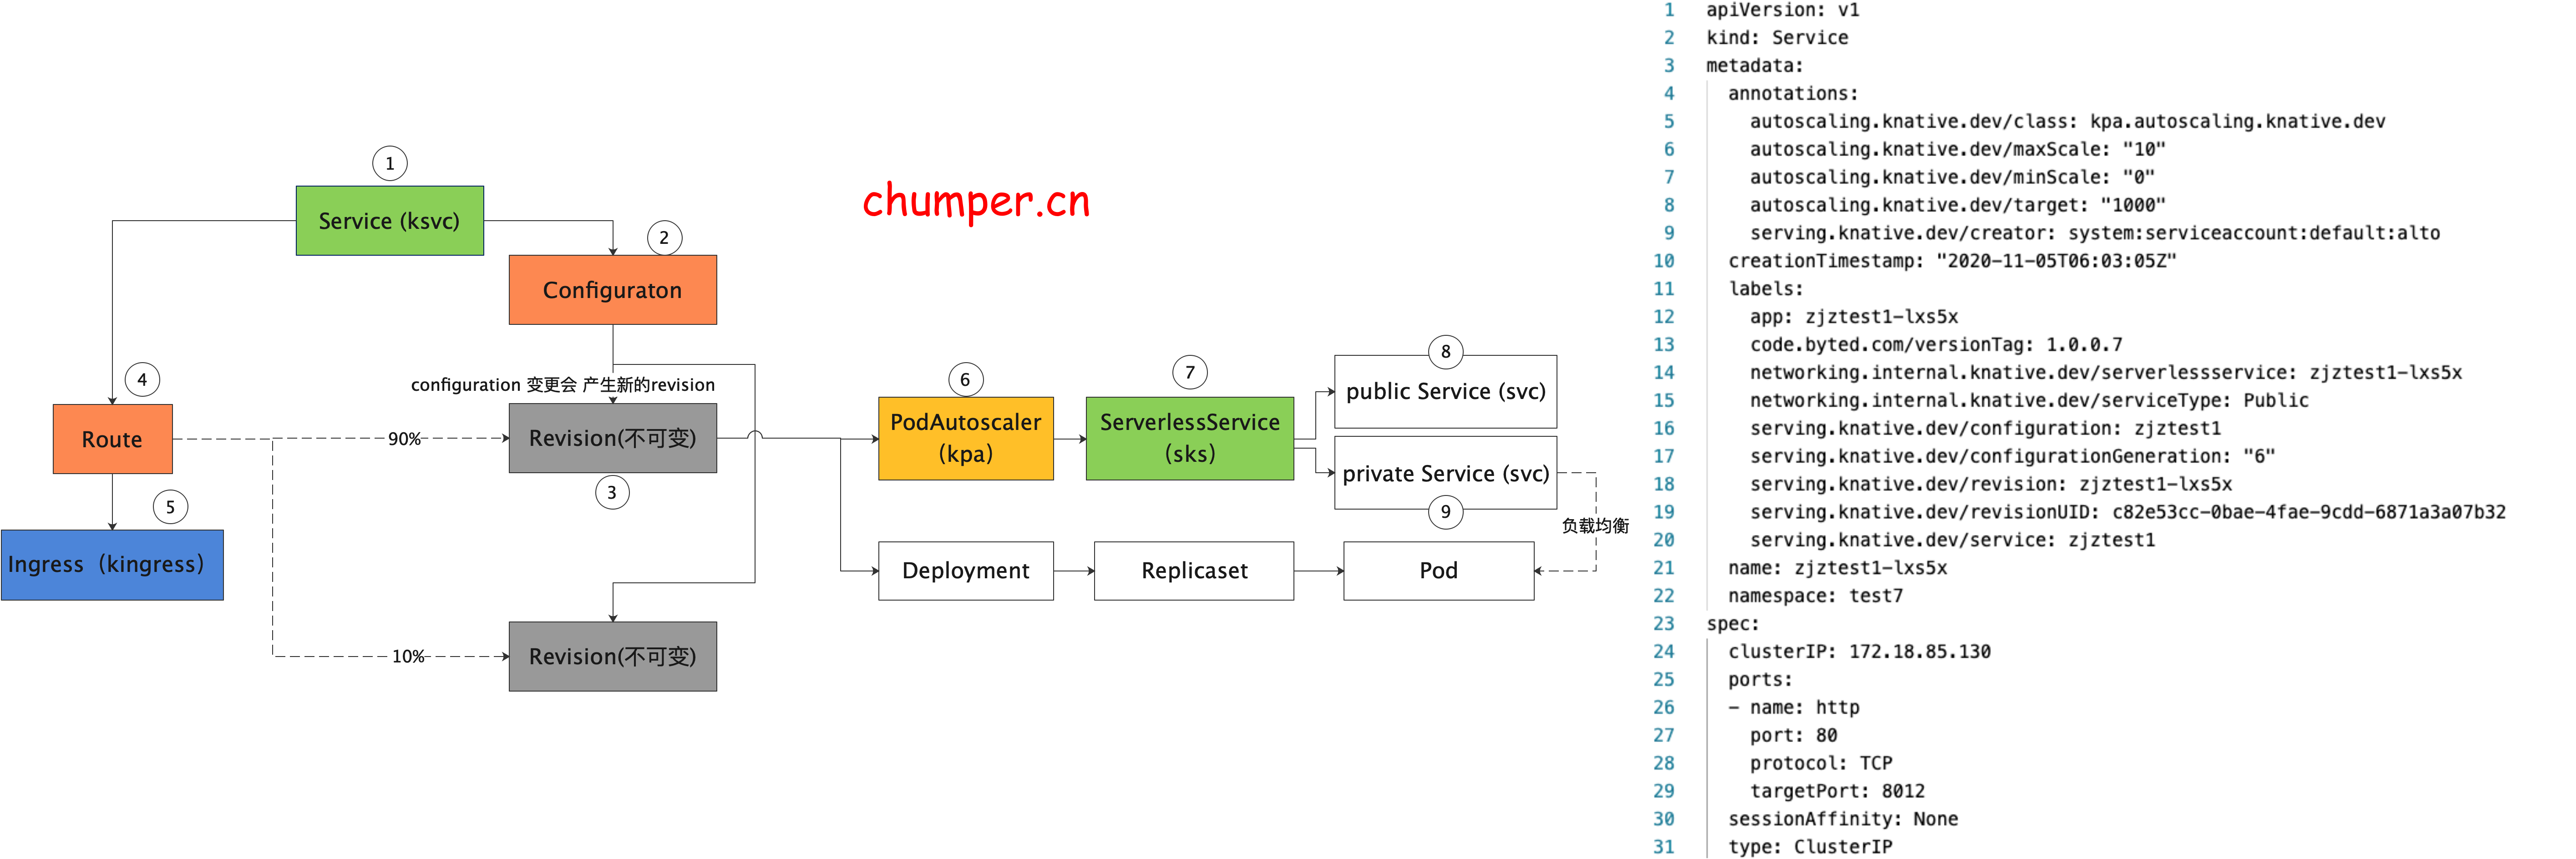 ①
Service (ksvc)
chumper.cn
②
Configuraton
configuration 变更会 产生新的revision
④
Route
90%
Revision(不可变)
③
⑤
Ingress（kingress）
10%
Revision(不可变)
⑥
PodAutoscaler
（kpa）
⑦
ServerlessService
（sks）
⑧
public Service (svc)
private Service (svc)
⑨
负载均衡
Deployment
Replicaset
Pod
1 apiVersion: v1
2 kind: Service
3 metadata:
4 annotations:
5 autoscaling.knative.dev/class: kpa.autoscaling.knative.dev
6 autoscaling.knative.dev/maxScale: "10"
7 autoscaling.knative.dev/minScale: "0"
8 autoscaling.knative.dev/target: "1000"
9 serving.knative.dev/creator: system:serviceaccount:default:alto
10 creationTimestamp: "2020-11-05T06:03:05Z"
11 labels:
12 app: zjztest1-lxs5x
13 code.byted.com/versionTag: 1.0.0.7
14 networking.internal.knative.dev/serverlessservice: zjztest1-lxs5x
15 networking.internal.knative.dev/serviceType: Public
16 serving.knative.dev/configuration: zjztest1
17 serving.knative.dev/configurationGeneration: "6"
18 serving.knative.dev/revision: zjztest1-lxs5x
19 serving.knative.dev/revisionUID: c82e53cc-0bae-4fae-9cdd-6871a3a07b32
20 serving.knative.dev/service: zjztest1
21 name: zjztest1-lxs5x
22 namespace: test7
23 spec:
24 clusterIP: 172.18.85.130
25 ports:
26 - name: http
27 port: 80
28 protocol: TCP
29 targetPort: 8012
30 sessionAffinity: None
31 type: ClusterIP